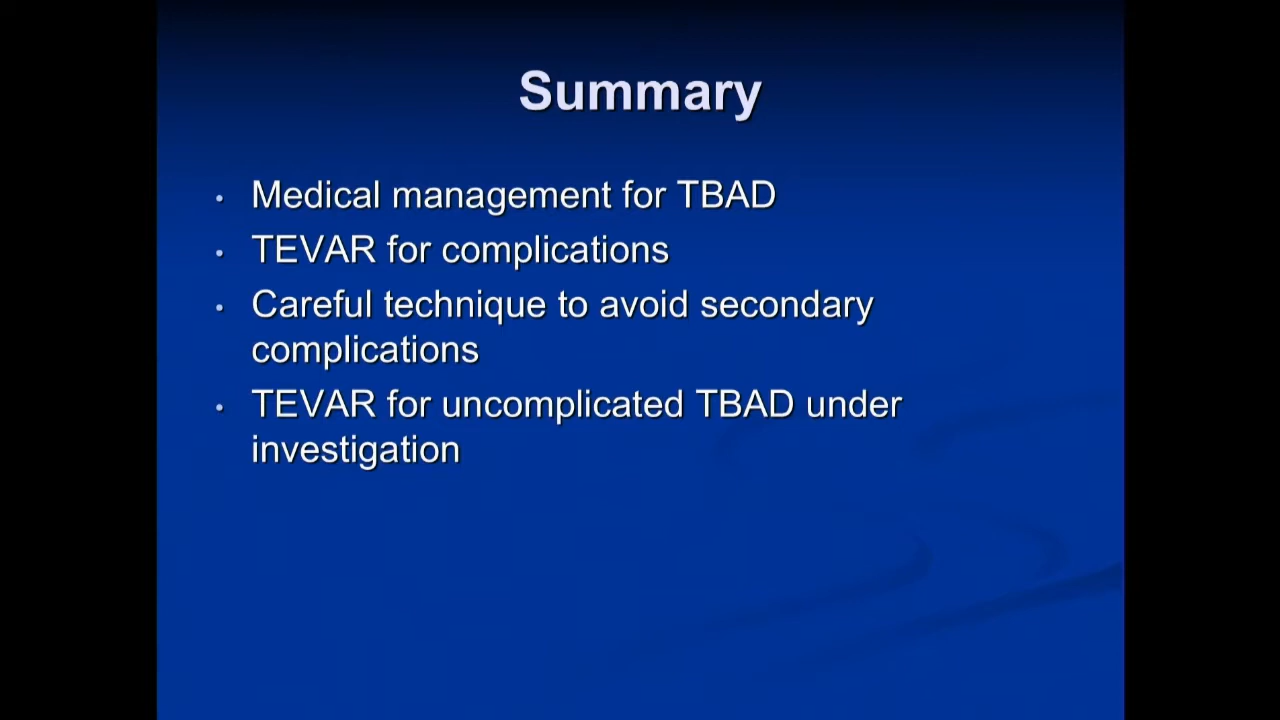 Summary
• Medical management for TBAD
• TEVAR for complications
• Careful technique to avoid secondary
complications
• TEVAR for uncomplicated TBAD under
investigation